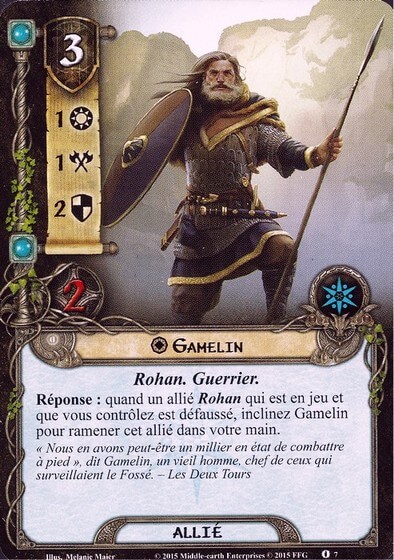 3
1
1
2
2
GAMELIN
Rohan. Guerrier.
Réponse : quand un allié Rohan qui est en jeu et
que vous contrôlez est défaussé, inclinez Gamelin
pour ramener cet allié dans votre main.
« Nous en avons peut-être un millier en état de combattre
à pied », dit Gamelin, un vieil homme, chef de ceux qui
surveillaient le Fossé. – Les Deux Tours
ALLIÉ
Illus. Melanie Maier © 2015 Middle-earth Enterprises © 2015 FFG 7